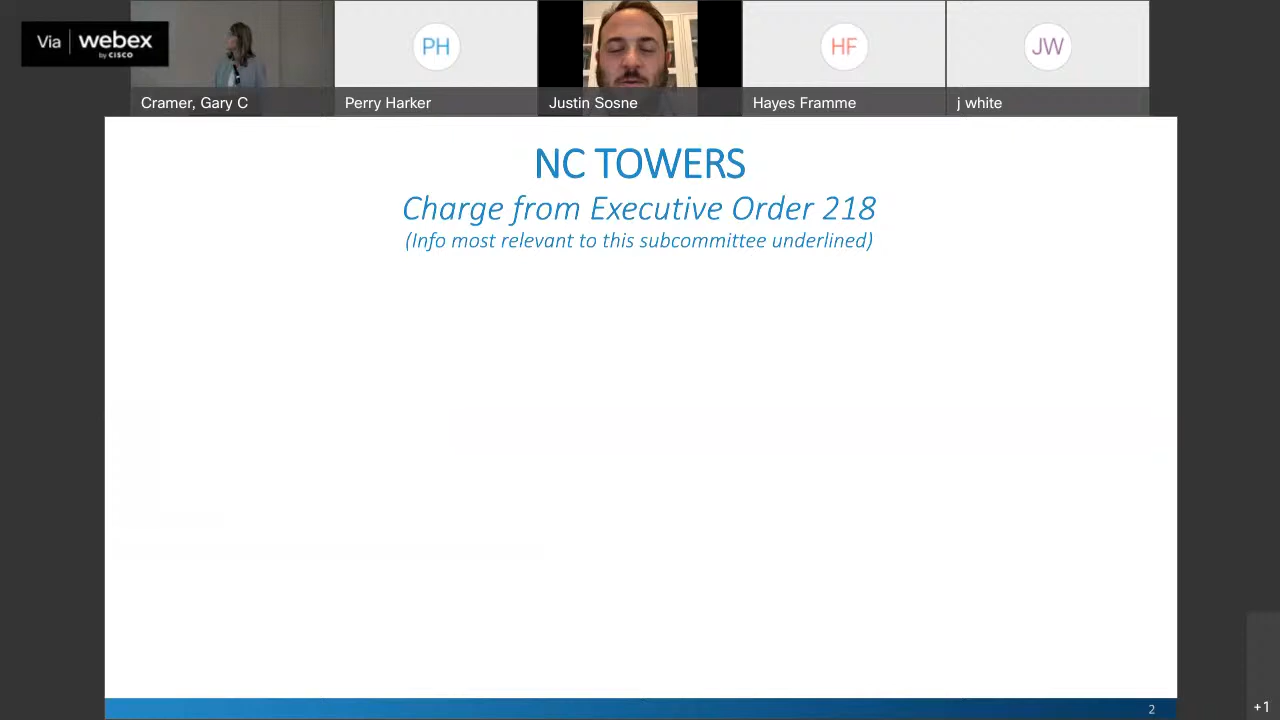 Via webex
by CISCO
PH
HF
JW
Cramer, Gary C
Perry Harker
Justin Sosne
Hayes Framme
j white
NC TOWERS
Charge from Executive Order 218
(Info most relevant to this subcommittee underlined)
2
+1